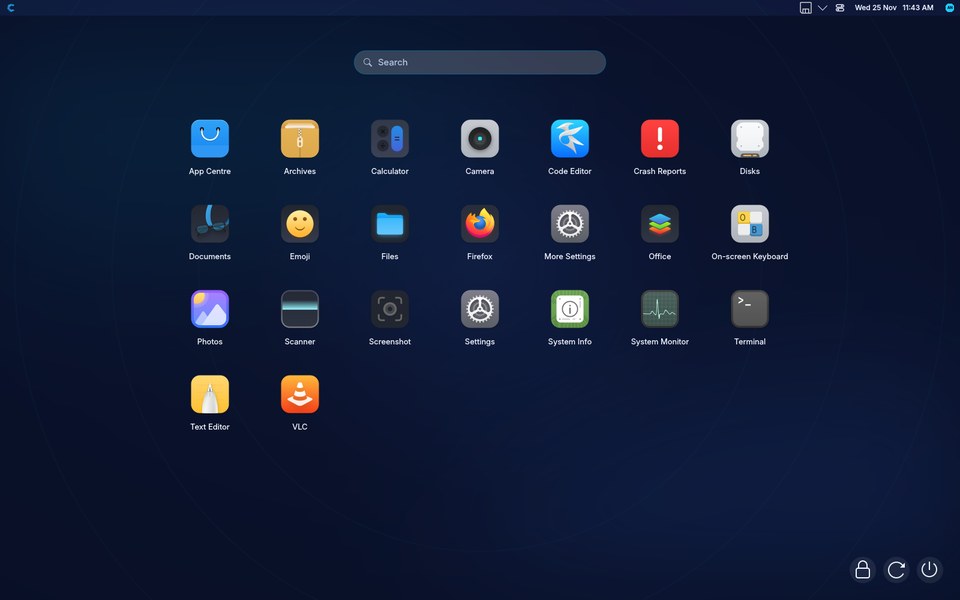 Wed 25 Nov 11:43 AM
Search
App Centre
Archives
Calculator
Camera
Code Editor
Crash Reports
Disks
Documents
Emoji
Files
Firefox
More Settings
Office
On-screen Keyboard
Photos
Scanner
Screenshot
Settings
System Info
System Monitor
>_
Terminal
Text Editor
VLC